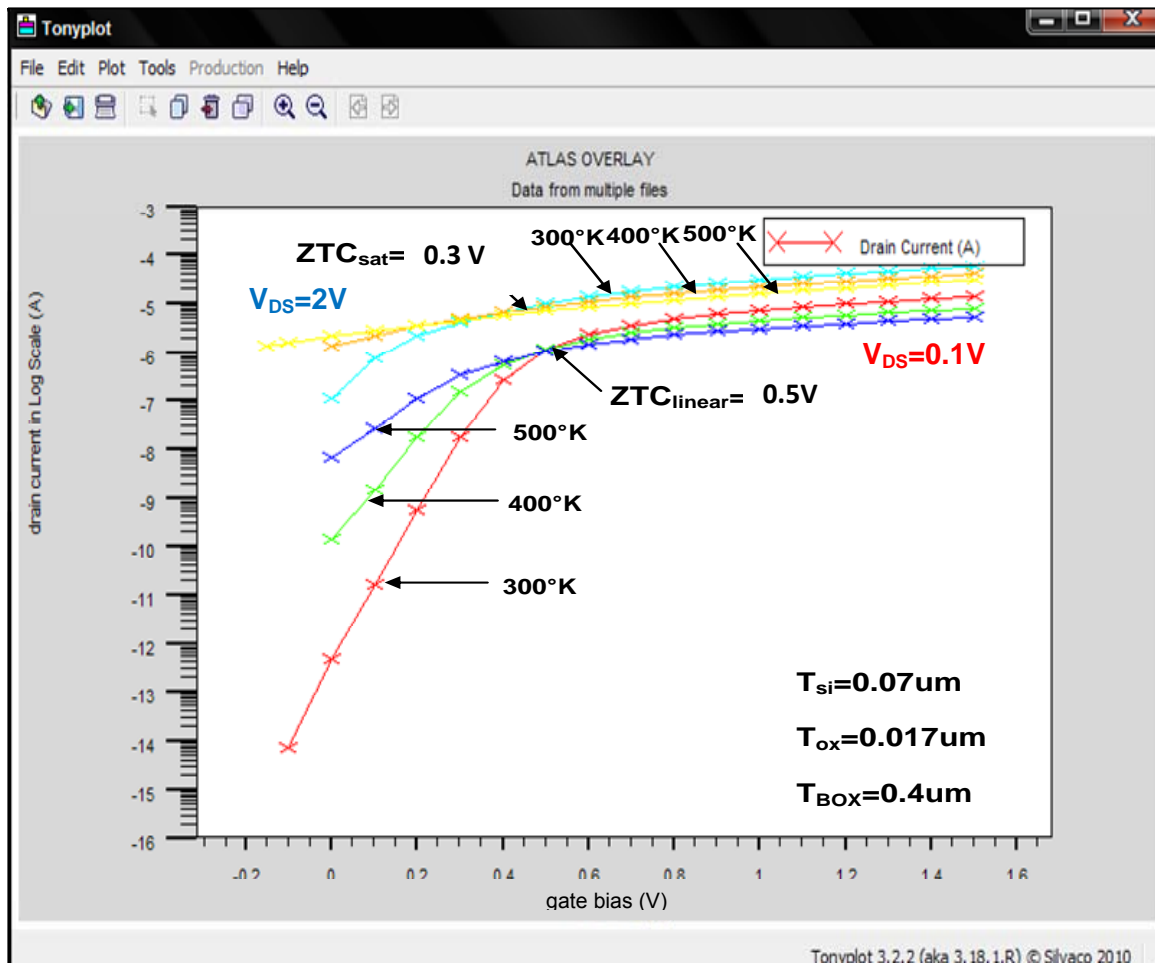 Tonyplot
File Edit Plot Tools Production Help
ATLAS OVERLAY
Data from multiple files
-3
-4
-5
-6
-7
-8
-9
-10
-11
-12
-13
-14
-15
-16
drain current in Log Scale (A)
ZTCsat= 0.3 V
300°K 400°K 500°K
Drain Current (A)
VDS=2V
VDS=0.1V
ZTClinear= 0.5V
500°K
400°K
300°K
Tsi=0.07um
Tox=0.017um
TBOX=0.4um
-0.2 0 0.2 0.4 0.6 0.8 1 1.2 1.4 1.6
gate bias (V)
Tonyplot 3.2.2 (aka 3.18.1.R) © Silvaco 2010